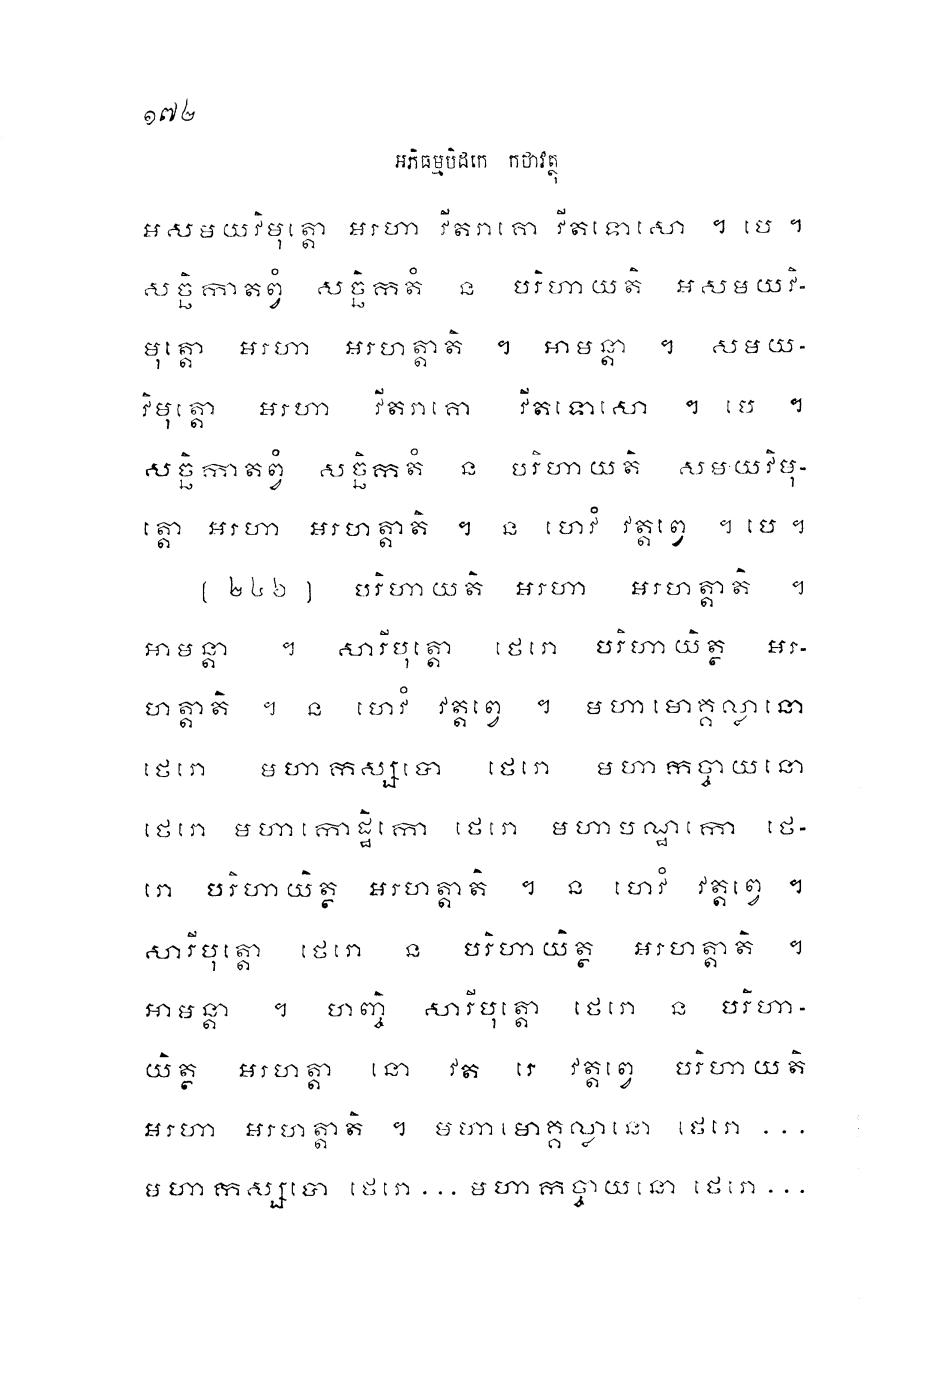 ១៧២
អភិធម្មបិដកេ កថាវត្ថុ
អសមយវិមុត្តោ អរហា វីតរាគោ វីតទោសោ ។ បេ ។
សច្ឆិកាតព្វំ សច្ឆិកតំ ន បរិហាយតិ អសមយវិ-
មុត្តោ អរហា អរហត្តាតិ ។ អាមន្តា ។ សមយ-
វិមុត្តោ អរហា វីតរាគោ វីតទោសោ ។ បេ ។
សច្ឆិកាតព្វំ សច្ឆិកតំ ន បរិហាយតិ សមយវិមុ-
ត្តោ អរហា អរហត្តាតិ ។ ន ហេវំ វត្តព្វេ ។ បេ ។
[ ២៤៦ ] បរិហាយតិ អរហា អរហត្តាតិ ។
អាមន្តា ។ សារីបុត្តោ ថេរោ បរិហាយិត្ថ អរ-
ហត្តាតិ ។ ន ហេវំ វត្តព្វេ ។ មហាមោគ្គល្លានោ
ថេរោ មហាកស្សបោ ថេរោ មហាកច្ចាយនោ
ថេរោ មហាកោដ្ឋិកោ ថេរោ មហាបណ្ឋកោ ថេ-
រោ បរិហាយិត្ថ អរហត្តាតិ ។ ន ហេវំ វត្តព្វេ ។
សារីបុត្តោ ថេរោ ន បរិហាយិត្ថ អរហត្តាតិ ។
អាមន្តា ។ ហញ្ចិ សារីបុត្តោ ថេរោ ន បរិហា-
យិត្ថ អរហត្តា នោ វត រេ វត្តព្វេ បរិហាយតិ
អរហា អរហត្តាតិ ។ មហាមោគ្គល្លានោ ថេរោ ...
មហាកស្សបោ ថេរោ ... មហាកច្ចាយនោ ថេរោ ...